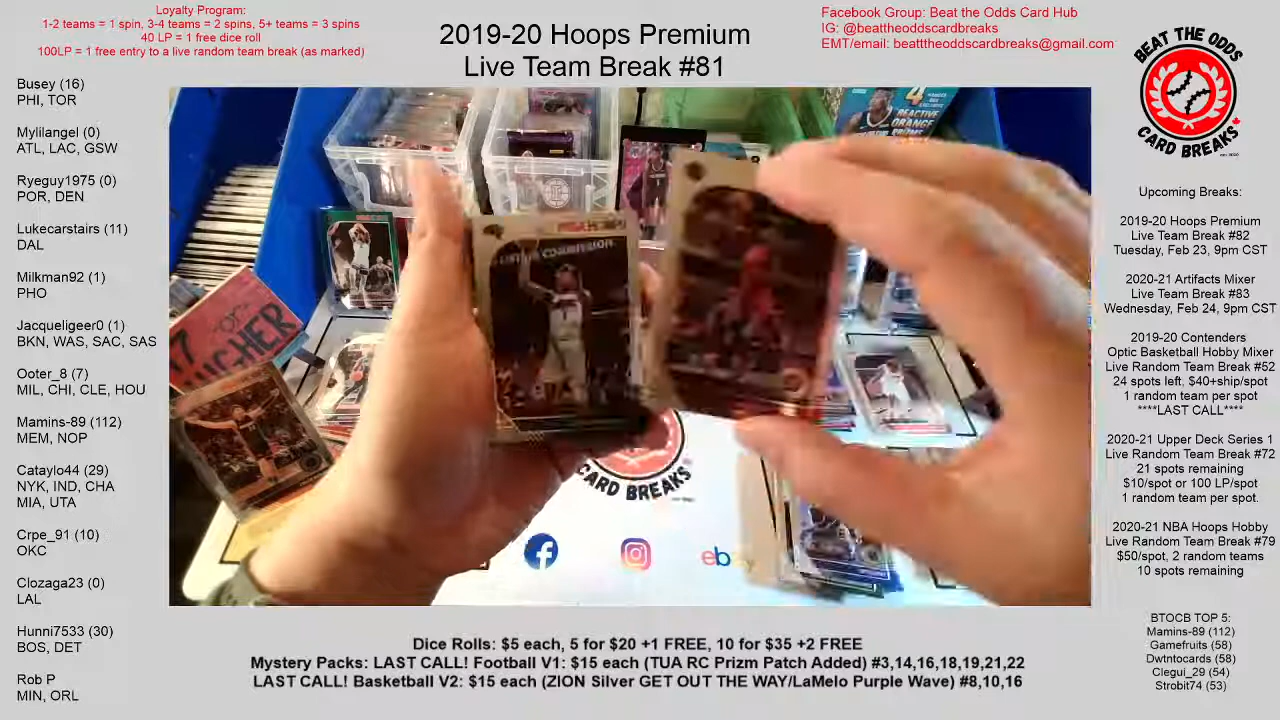 Loyalty Program:
1-2 teams = 1 spin, 3-4 teams = 2 spins, 5+ teams = 3 spins
40 LP = 1 free dice roll
100LP = 1 free entry to a live random team break (as marked)
2019-20 Hoops Premium
Live Team Break #81
Facebook Group: Beat the Odds Card Hub
IG: @beattheoddscardbreaks
EMT/email: beattheoddscardbreaks@gmail.com
BEAT THE ODDS
CARD BREAKS
Busey (16)
PHI, TOR
Mylilangel (0)
ATL, LAC, GSW
Ryeguy1975 (0)
POR, DEN
Lukecarstairs (11)
DAL
Milkman92 (1)
PHO
Jacqueligeer0 (1)
BKN, WAS, SAC, SAS
Ooter_8 (7)
MIL, CHI, CLE, HOU
Mamins-89 (112)
MEM, NOP
Cataylo44 (29)
NYK, IND, CHA
MIA, UTA
Crpe_91 (10)
OKC
Clozaga23 (0)
LAL
Hunni7533 (30)
BOS, DET
Rob P
MIN, ORL
4
REACTIVE
ORANGE
CARD BREAKS
ebay
Upcoming Breaks:
2019-20 Hoops Premium
Live Team Break #82
Tuesday, Feb 23, 9pm CST
2020-21 Artifacts Mixer
Live Team Break #83
Wednesday, Feb 24, 9pm CST
2019-20 Contenders
Optic Basketball Hobby Mixer
Live Random Team Break #52
24 spots left, $40+ship/spot
1 random team per spot
****LAST CALL****
2020-21 Upper Deck Series 1
Live Random Team Break #72
21 spots remaining
$10/spot or 100 LP/spot
1 random team per spot.
2020-21 NBA Hoops Hobby
Live Random Team Break #79
$50/spot, 2 random teams
10 spots remaining
BTOCB TOP 5:
Mamins-89 (112)
Gamefruits (58)
Dwtntocards (58)
Clegui_29 (54)
Strobit74 (53)
Dice Rolls: $5 each, 5 for $20 +1 FREE, 10 for $35 +2 FREE
Mystery Packs: LAST CALL! Football V1: $15 each (TUA RC Prizm Patch Added) #3,14,16,18,19,21,22
LAST CALL! Basketball V2: $15 each (ZION Silver GET OUT THE WAY/LaMelo Purple Wave) #8,10,16